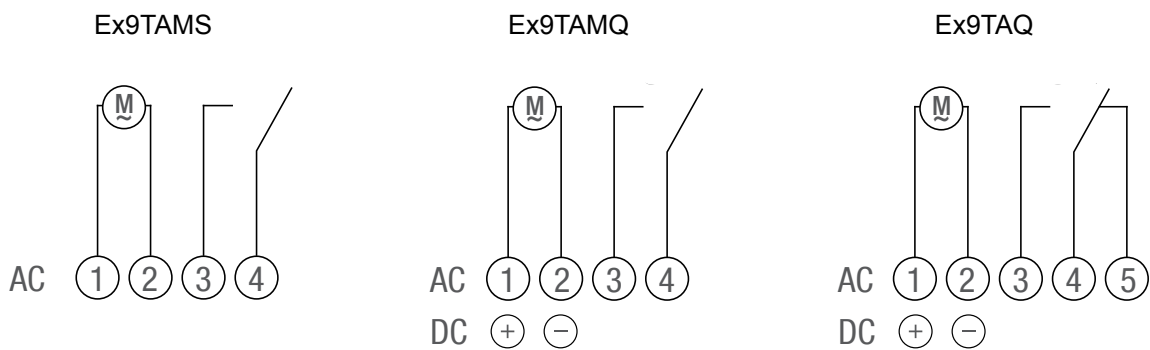 Ex9TAMS Ex9TAMQ Ex9TAQ
M ~ M ~ M ~
AC 1 2 3 4 AC 1 2 3 4 AC 1 2 3 4 5
DC + − DC + −